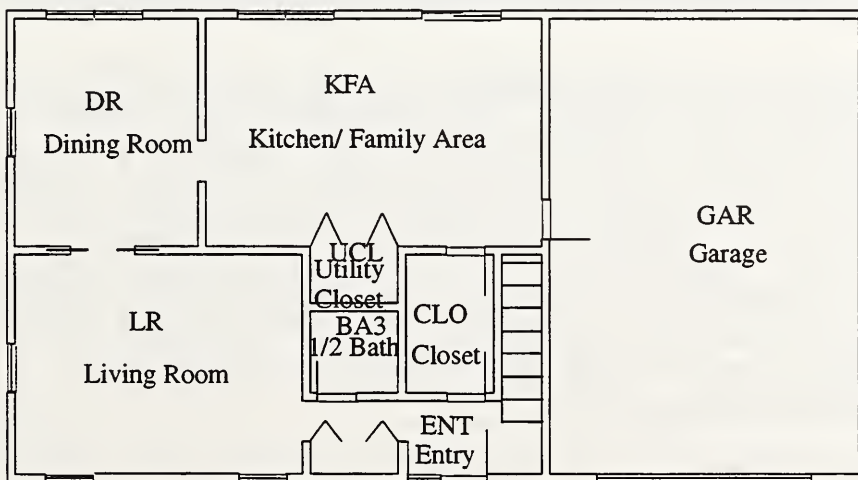 DR
Dining Room
KFA
Kitchen/ Family Area
GAR
Garage
UCL
Utility
Closet
BA3
1/2 Bath
CLO
Closet
LR
Living Room
ENT
Entry